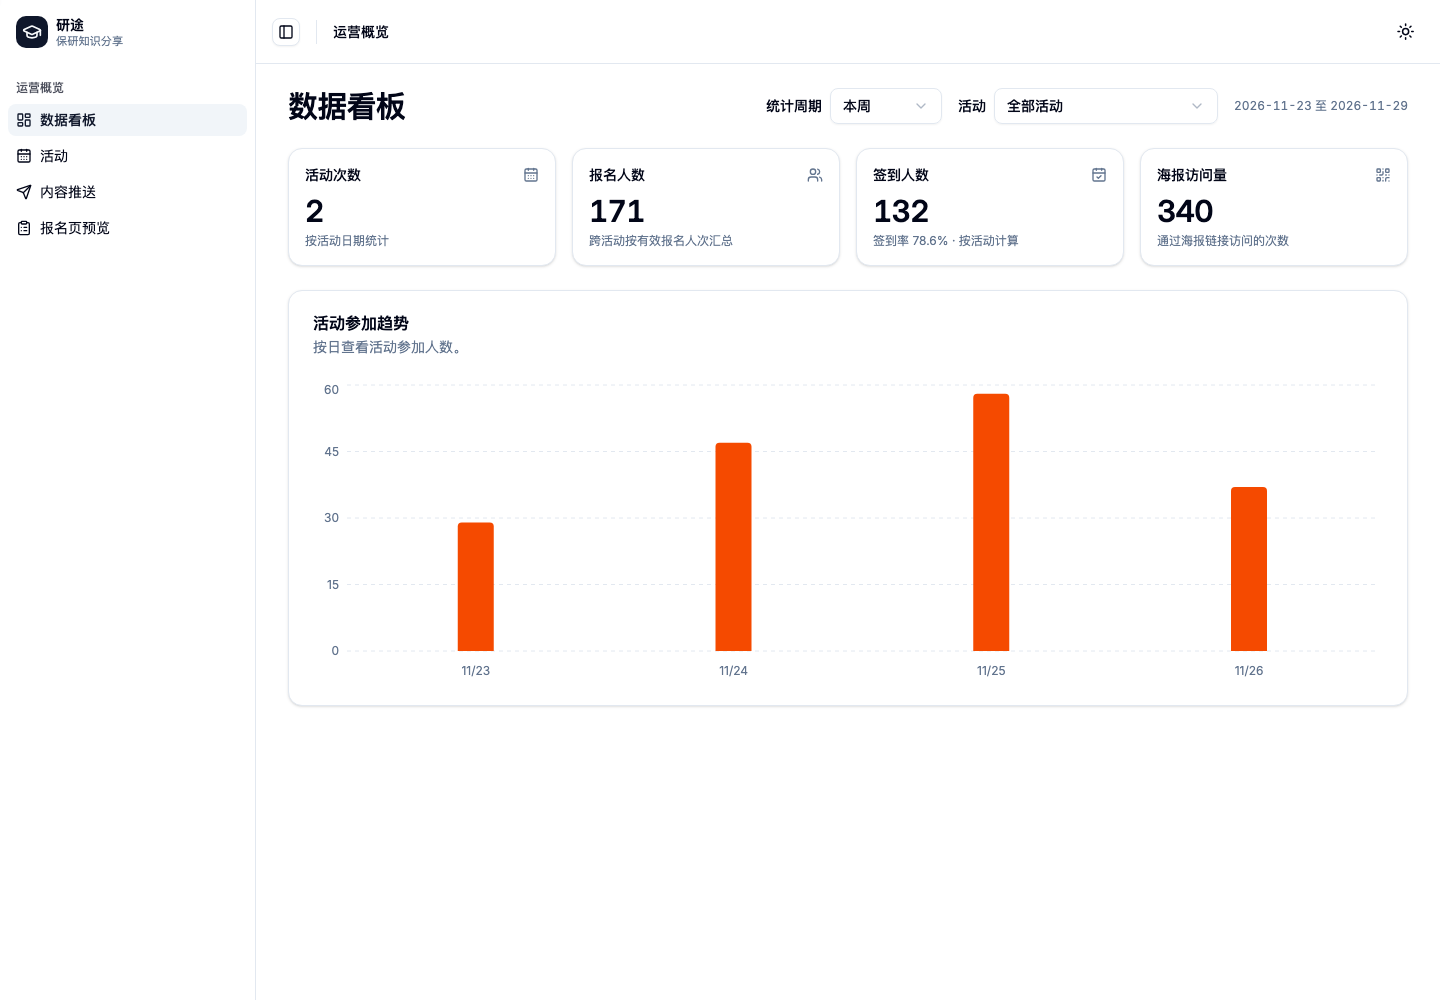 研途
保研知识分享
运营概览
数据看板
活动
内容推送
报名页预览
运营概览
数据看板
统计周期 本周 活动 全部活动 2026-11-23 至 2026-11-29
活动次数
2
按活动日期统计
报名人数
171
跨活动按有效报名人次汇总
签到人数
132
签到率 78.6% · 按活动计算
海报访问量
340
通过海报链接访问的次数
活动参加趋势
按日查看活动参加人数。
60
45
30
15
0
11/23 11/24 11/25 11/26